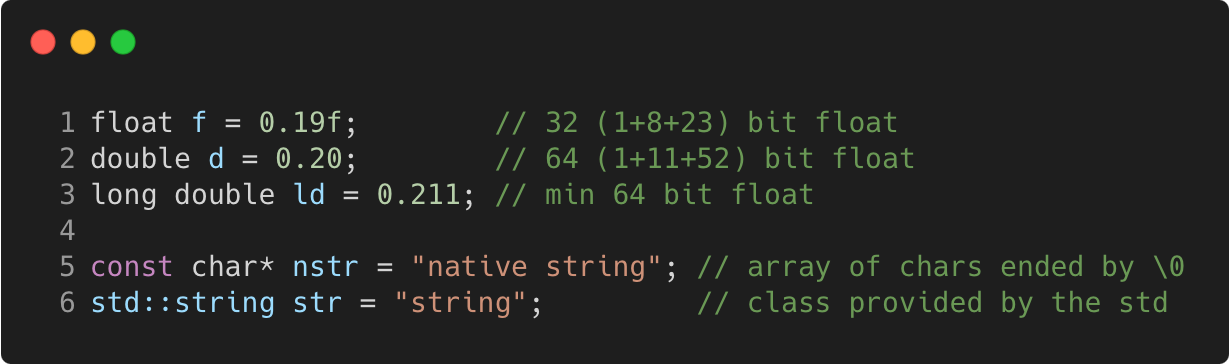 1 float f = 0.19f;        // 32 (1+8+23) bit float
2 double d = 0.20;        // 64 (1+11+52) bit float
3 long double ld = 0.211; // min 64 bit float
4
5 const char* nstr = "native string"; // array of chars ended by \0
6 std::string str = "string";         // class provided by the std